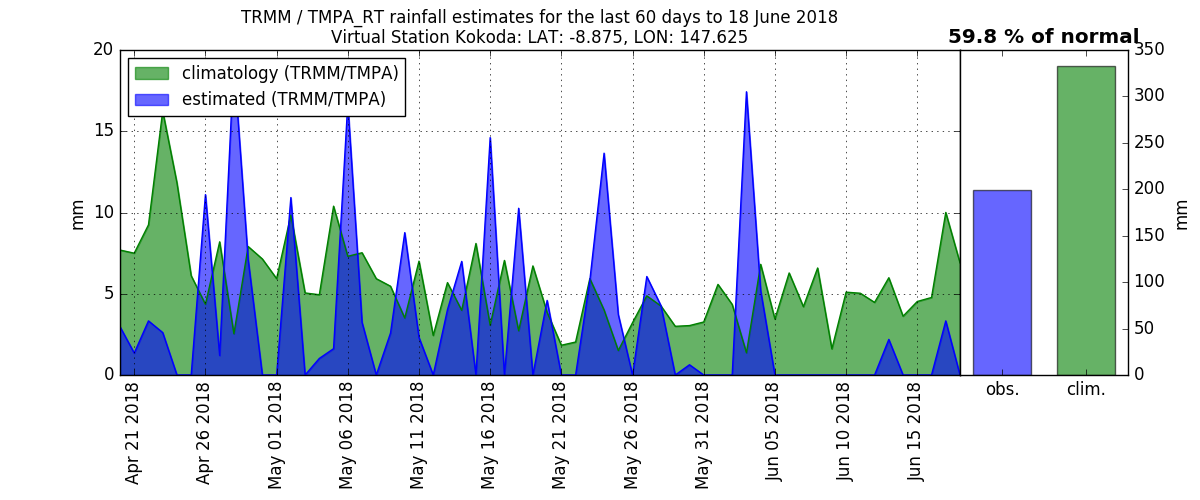 TRMM / TMPA_RT rainfall estimates for the last 60 days to 18 June 2018
Virtual Station Kokoda: LAT: -8.875, LON: 147.625
59.8 % of normal
climatology (TRMM/TMPA)
estimated (TRMM/TMPA)
20
15
10
5
0
mm
350
300
250
200
150
100
50
0
mm
Apr 21 2018
Apr 26 2018
May 01 2018
May 06 2018
May 11 2018
May 16 2018
May 21 2018
May 26 2018
May 31 2018
Jun 05 2018
Jun 10 2018
Jun 15 2018
obs.
clim.